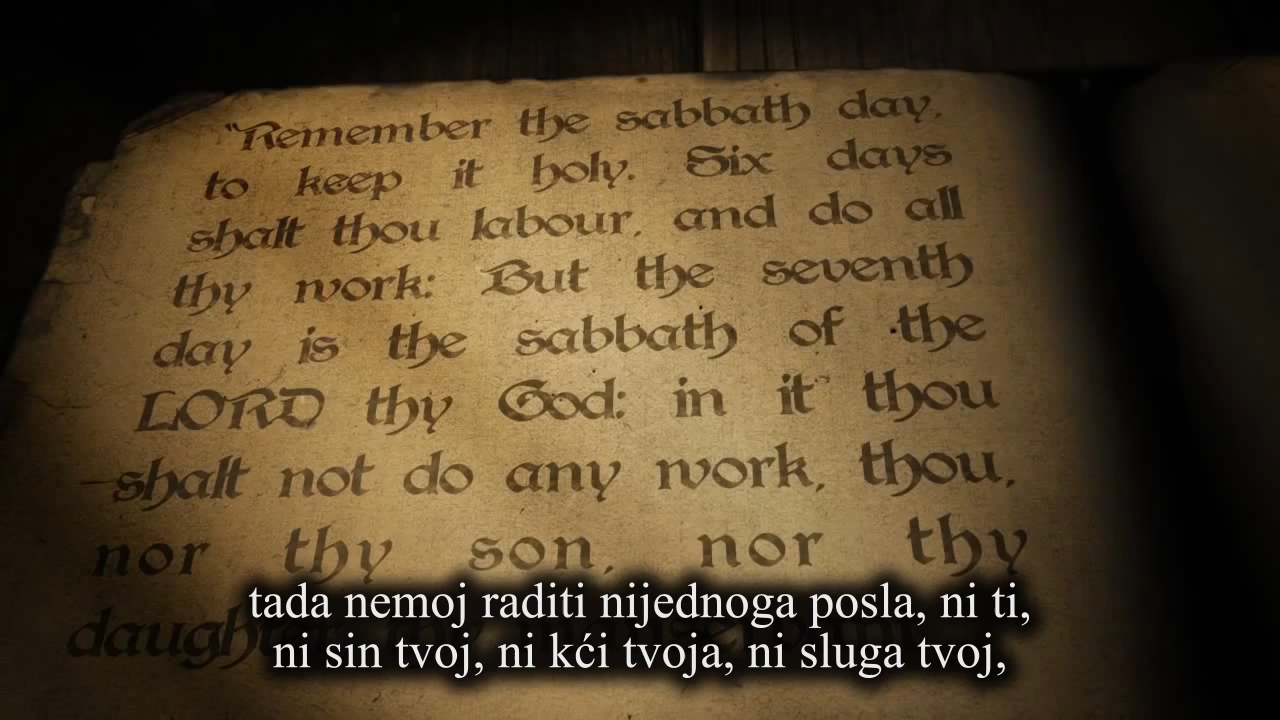 "Remember the sabbath day,
to keep it holy. Six days
shalt thou labour, and do all
thy work: But the seventh
day is the sabbath of the
LORD thy God: in it thou
shalt not do any work, thou,
nor thy son, nor thy
daughter,
tada nemoj raditi nijednoga posla, ni ti,
ni sin tvoj, ni kći tvoja, ni sluga tvoj,